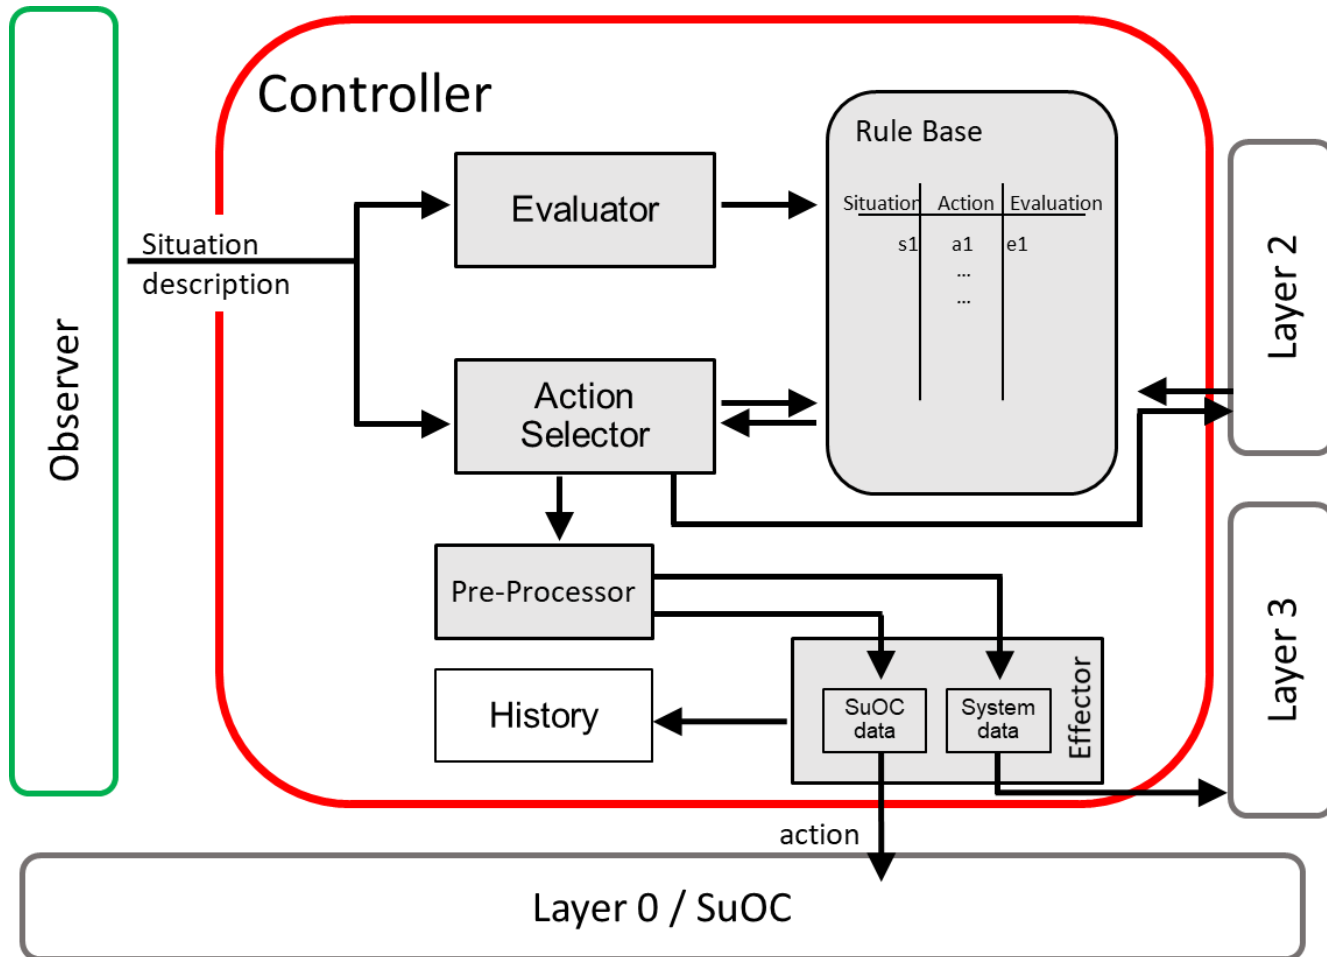 Controller
Observer
Situation
description
Evaluator
Action
Selector
Rule Base
Situation Action Evaluation
s1 a1 e1
...
...
Layer 2
Pre-Processor
History
SuOC
data
System
data
Effector
Layer 3
action
Layer 0 / SuOC